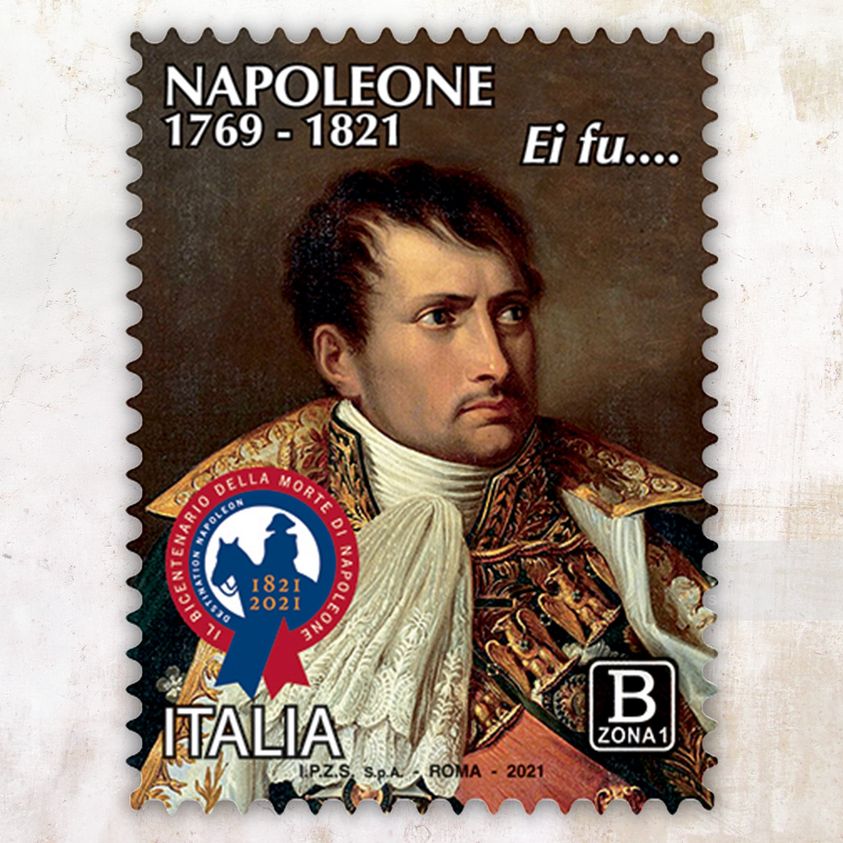 NAPOLEONE
1769 - 1821
Ei fu....
IL BICENTENARIO DELLA MORTE DI NAPOLEONE
DESTINATION NAPOLEON
1821
2021
B
ZONA 1
ITALIA
I.P.Z.S. S.p.A. - ROMA - 2021